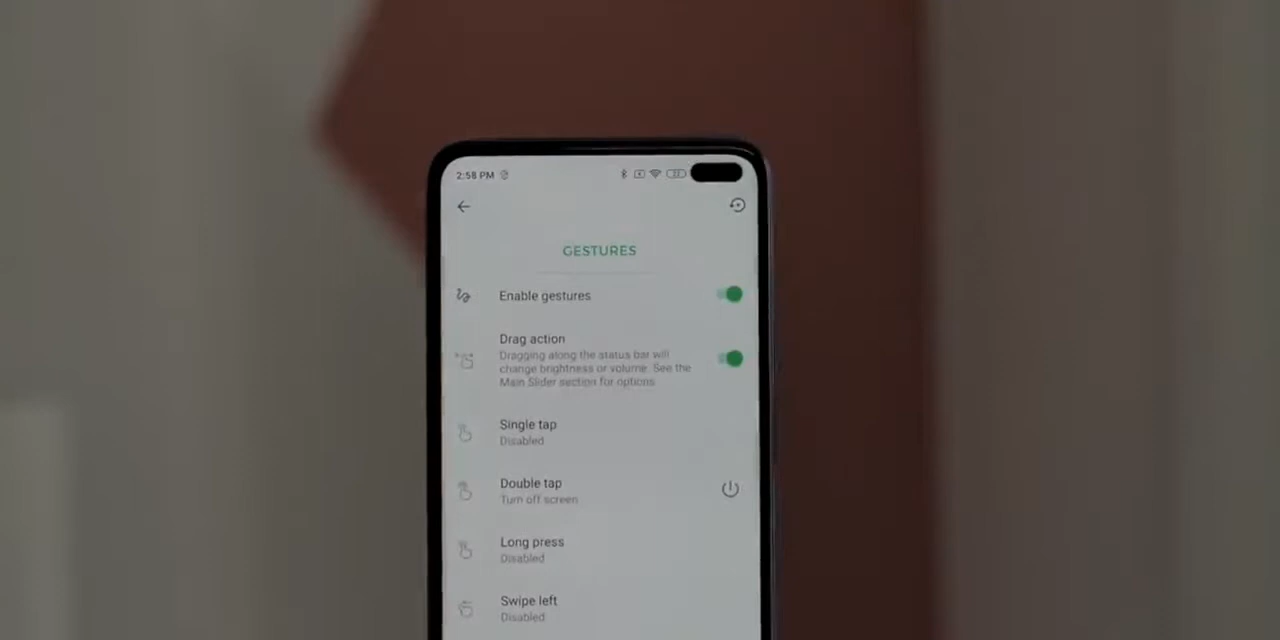 2:58 PM
GESTURES
Enable gestures
Drag action
Dragging along the status bar will
change brightness or volume. See the
Main Slider section for options.
Single tap
Disabled
Double tap
Turn off screen
Long press
Disabled
Swipe left
Disabled